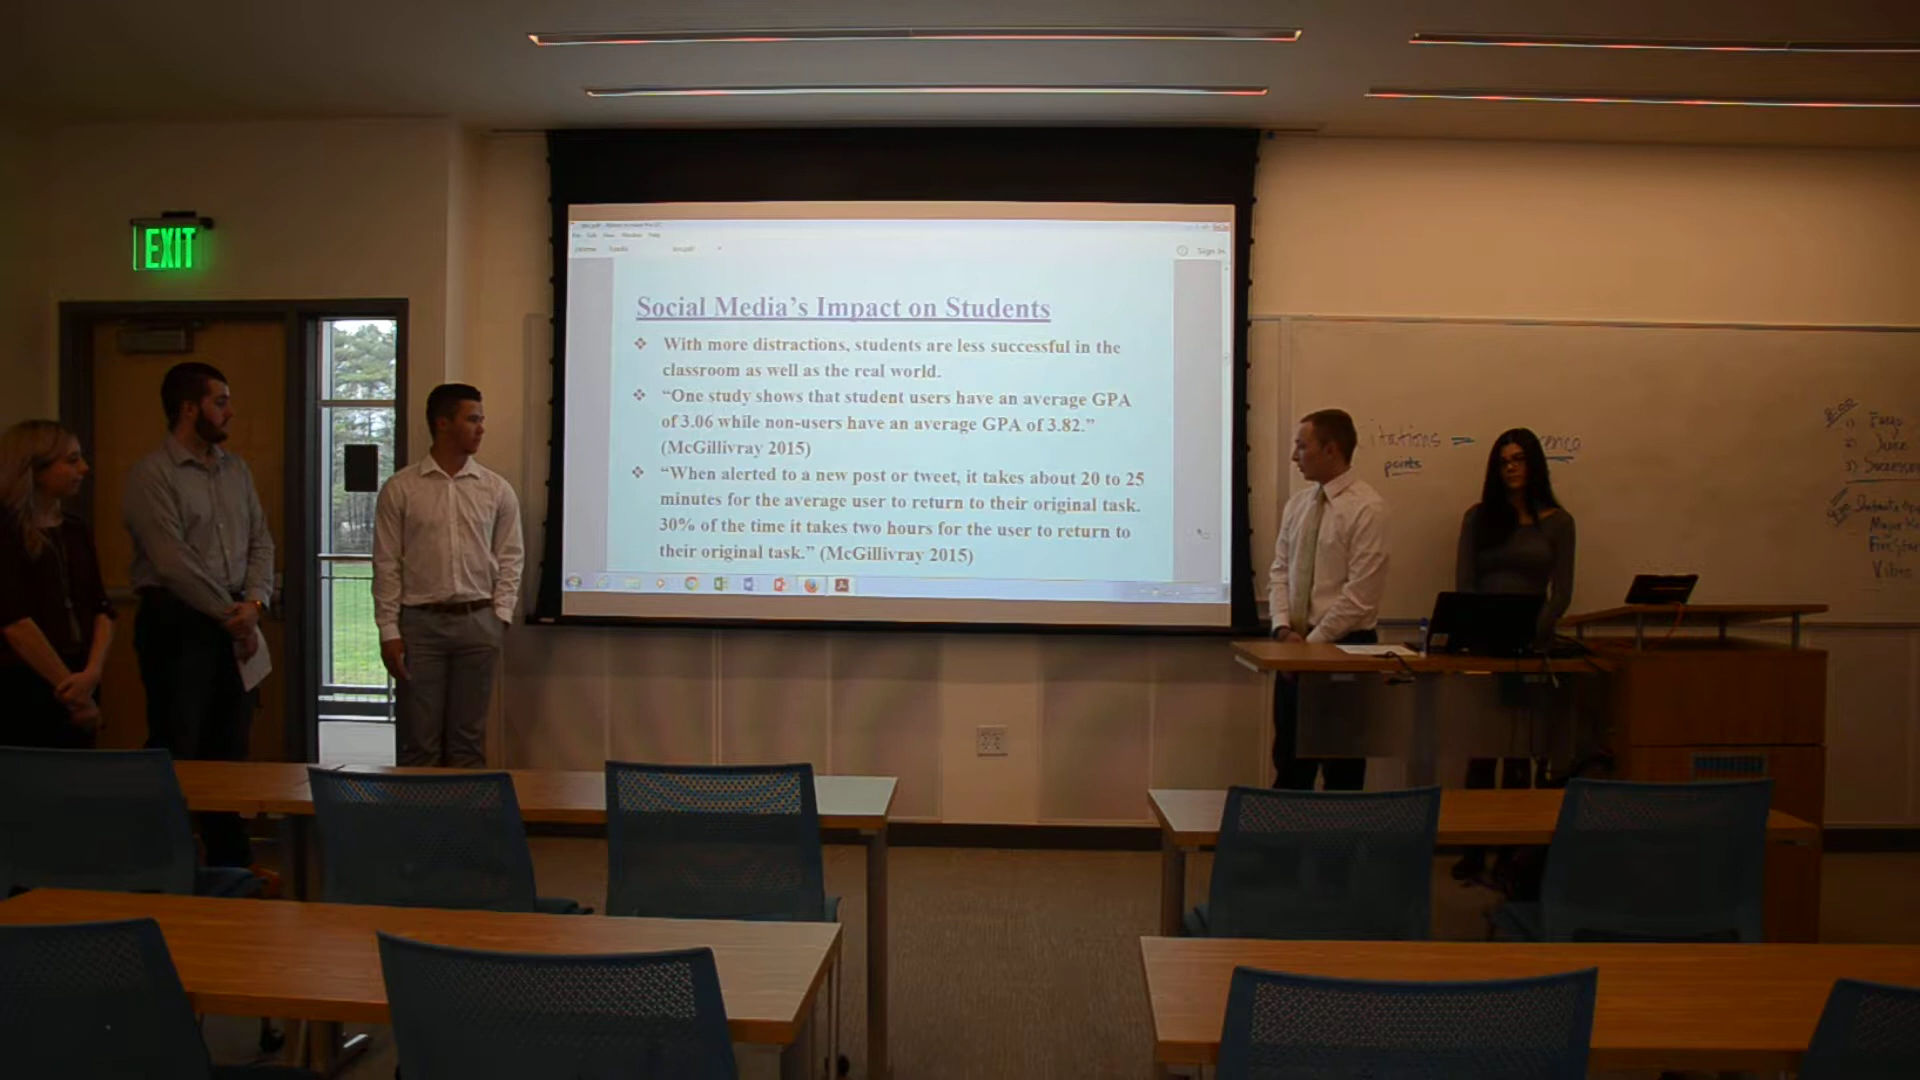 EXIT
Sign In
Social Media's Impact on Students
❖ With more distractions, students are less successful in the
classroom as well as the real world.
❖ “One study shows that student users have an average GPA
of 3.06 while non-users have an average GPA of 3.82.”
(McGillivray 2015)
❖ “When alerted to a new post or tweet, it takes about 20 to 25
minutes for the average user to return to their original task.
30% of the time it takes two hours for the user to return to
their original task.” (McGillivray 2015)
points